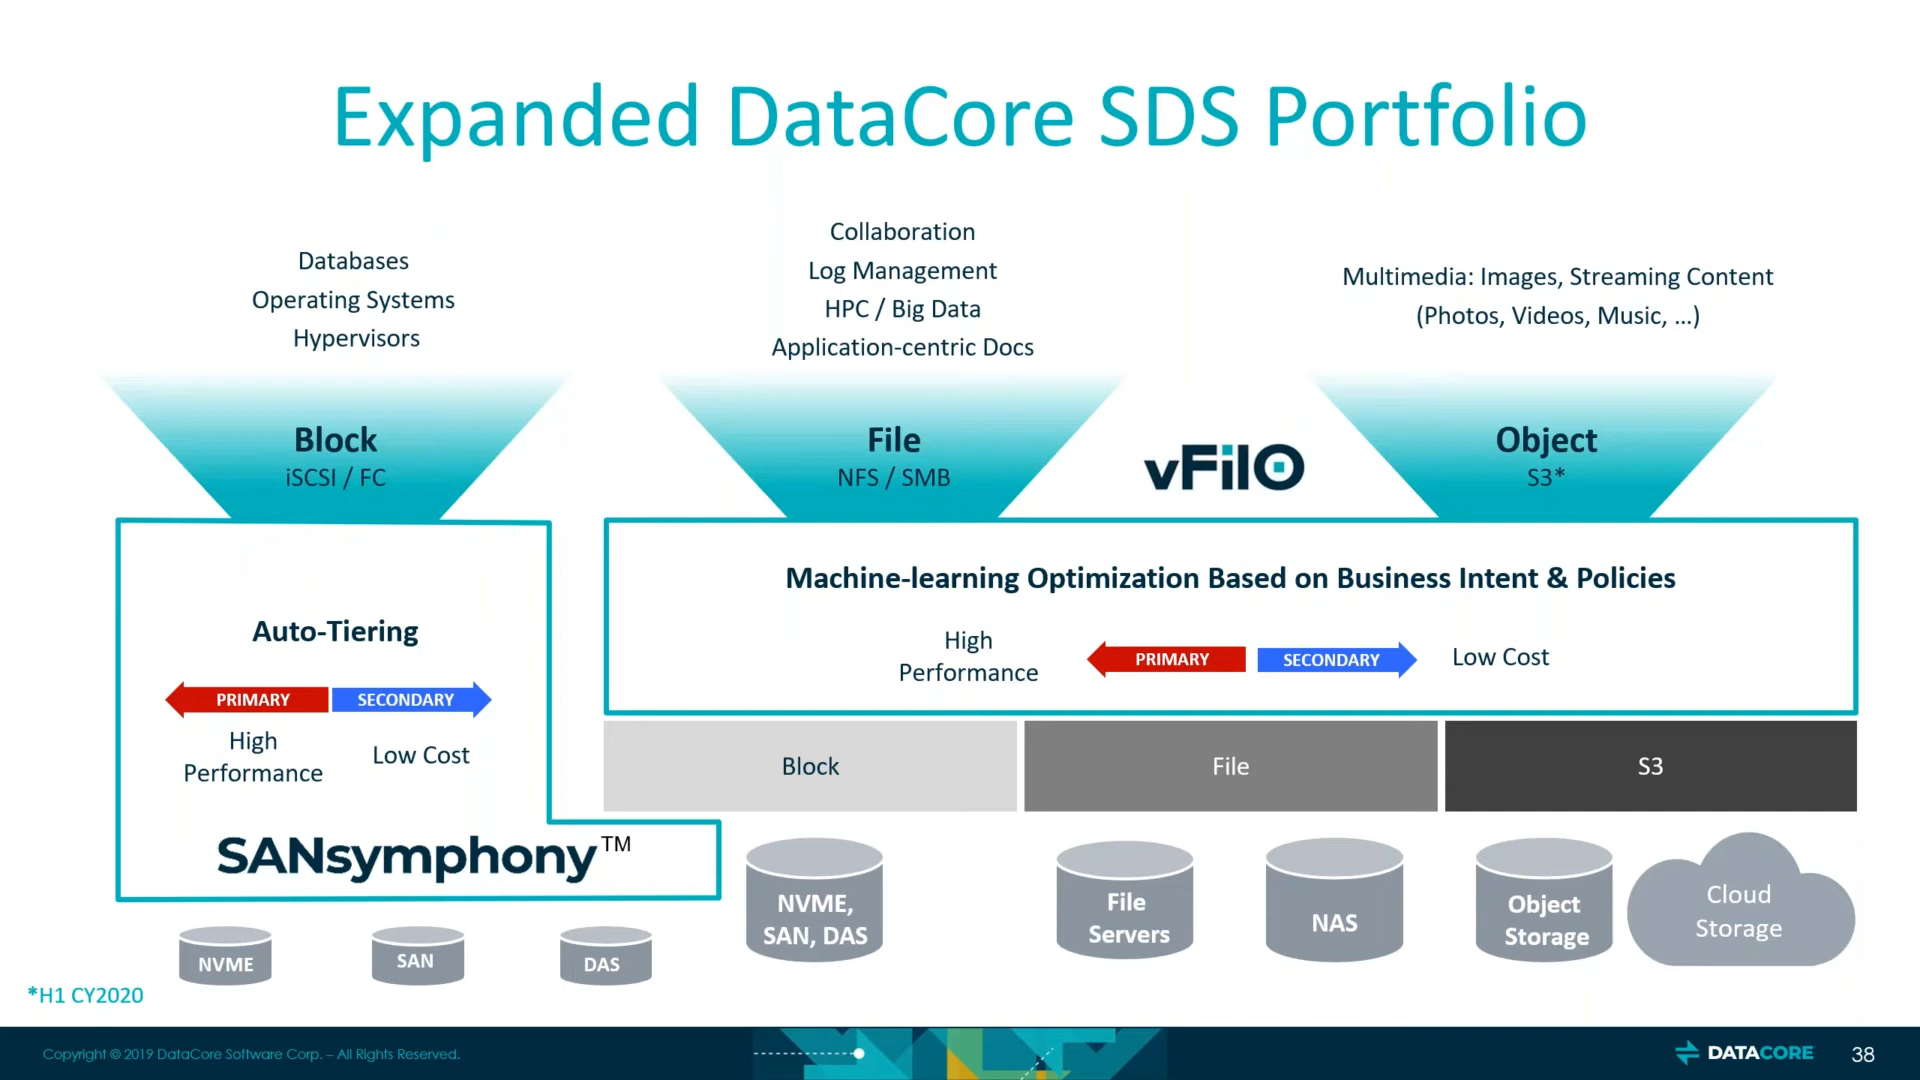 Expanded DataCore SDS Portfolio
Databases
Operating Systems
Hypervisors
Collaboration
Log Management
HPC / Big Data
Application-centric Docs
Multimedia: Images, Streaming Content
(Photos, Videos, Music, ...)
Block
iSCSI / FC
File
NFS / SMB
vFilO
Object
S3*
Auto-Tiering
PRIMARY
SECONDARY
High
Performance
Low Cost
SANsymphony™
Machine-learning Optimization Based on Business Intent & Policies
High
Performance
PRIMARY
SECONDARY
Low Cost
Block
File
S3
NVME
SAN
DAS
NVME,
SAN, DAS
File
Servers
NAS
Object
Storage
Cloud
Storage
*H1 CY2020
Copyright © 2019 DataCore Software Corp. – All Rights Reserved.
DATACORE
38